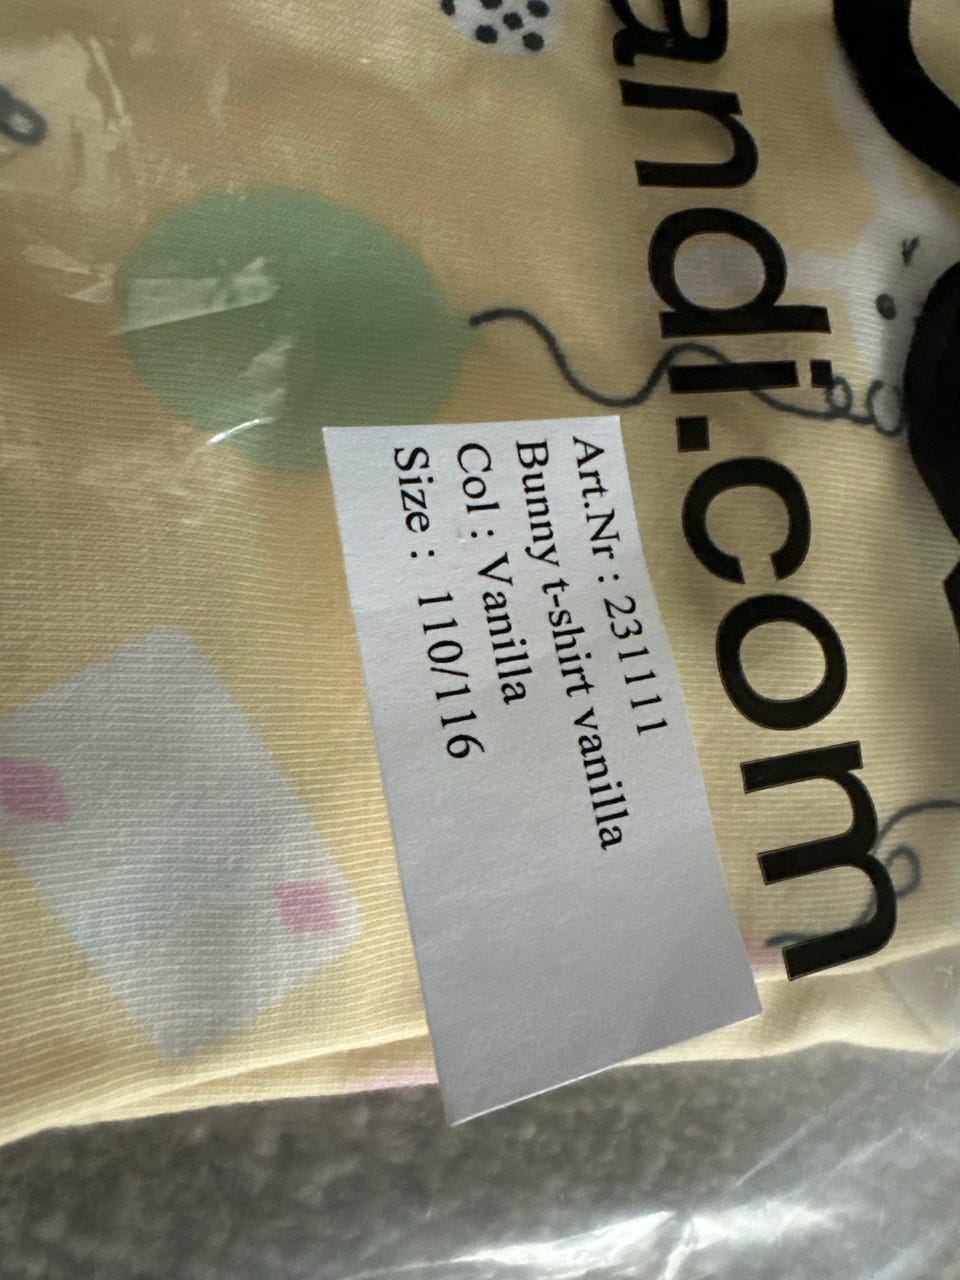 andi.com
Art.Nr : 231111
Bunny t-shirt vanilla
Col : Vanilla
Size : 110/116